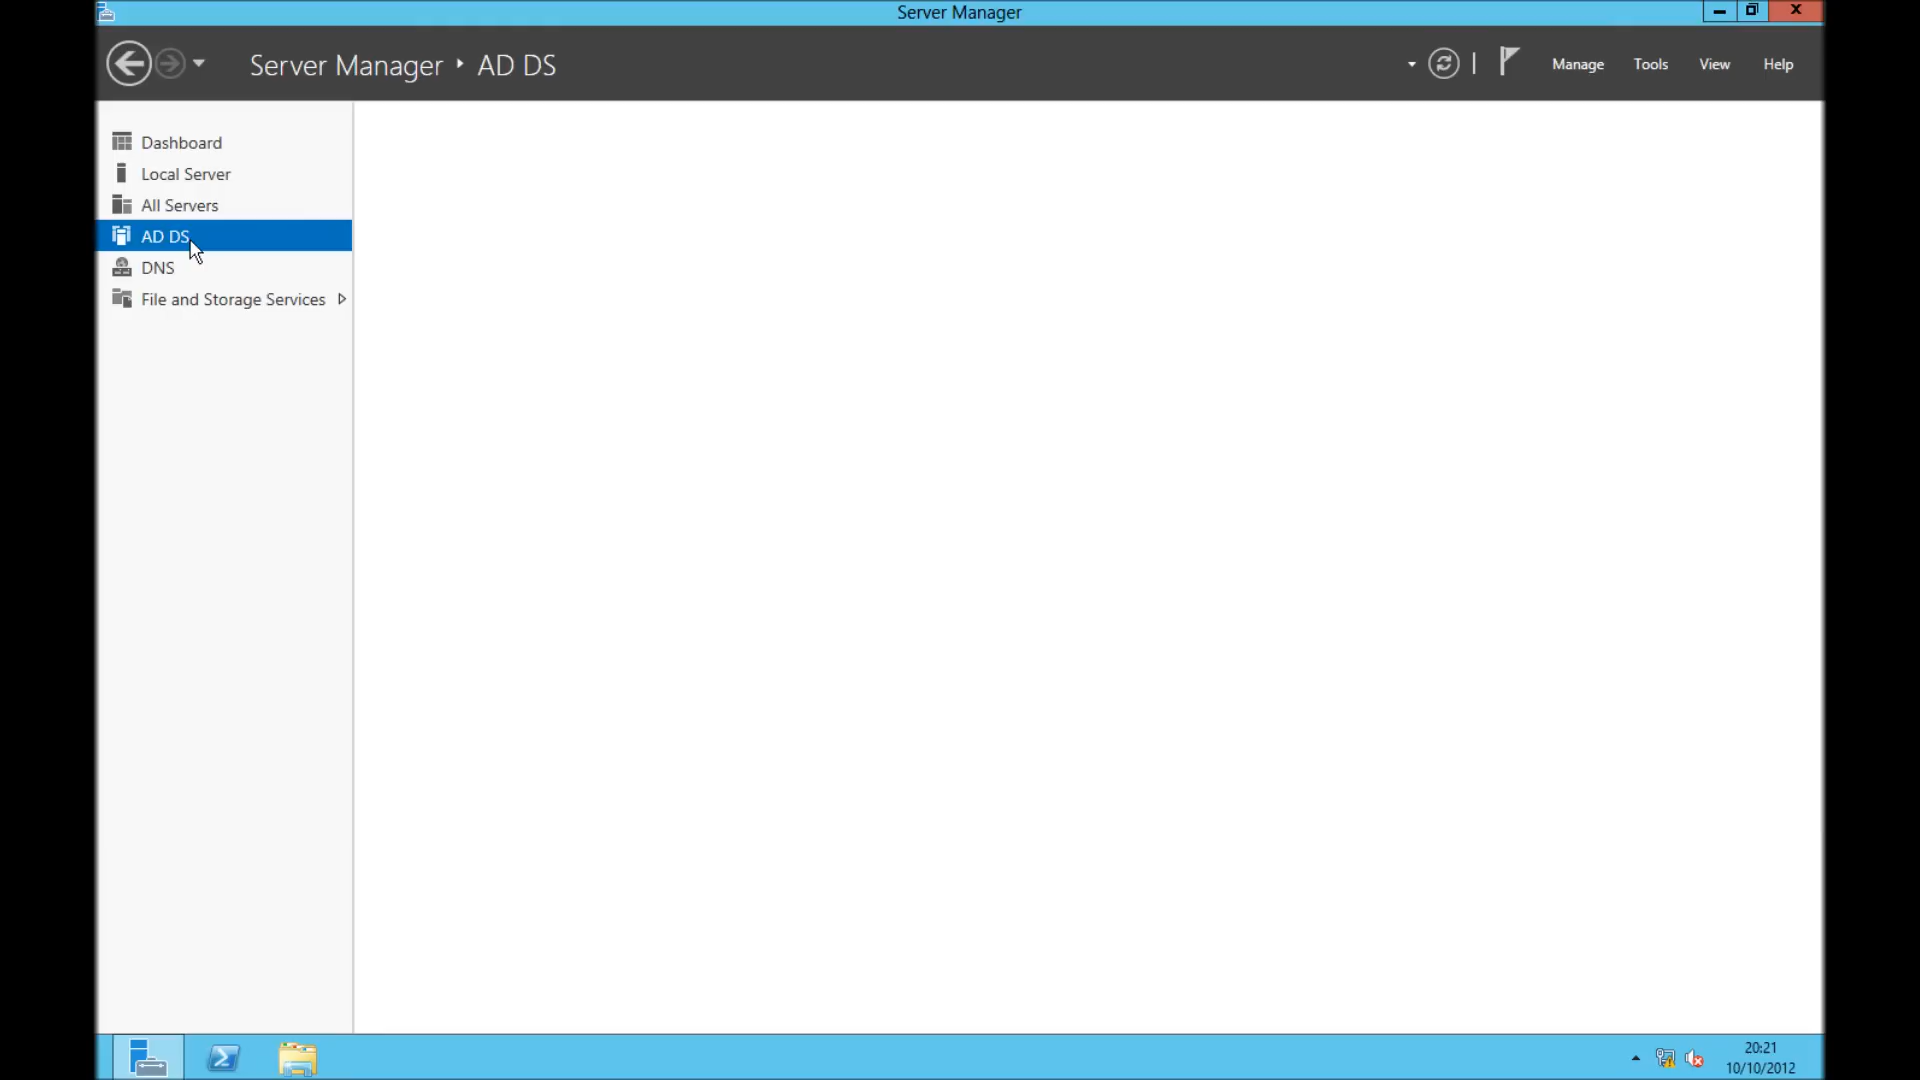 Server Manager
Server Manager ‣ AD DS
Manage Tools View Help
Dashboard
Local Server
All Servers
AD DS
DNS
File and Storage Services
20:21
10/10/2012